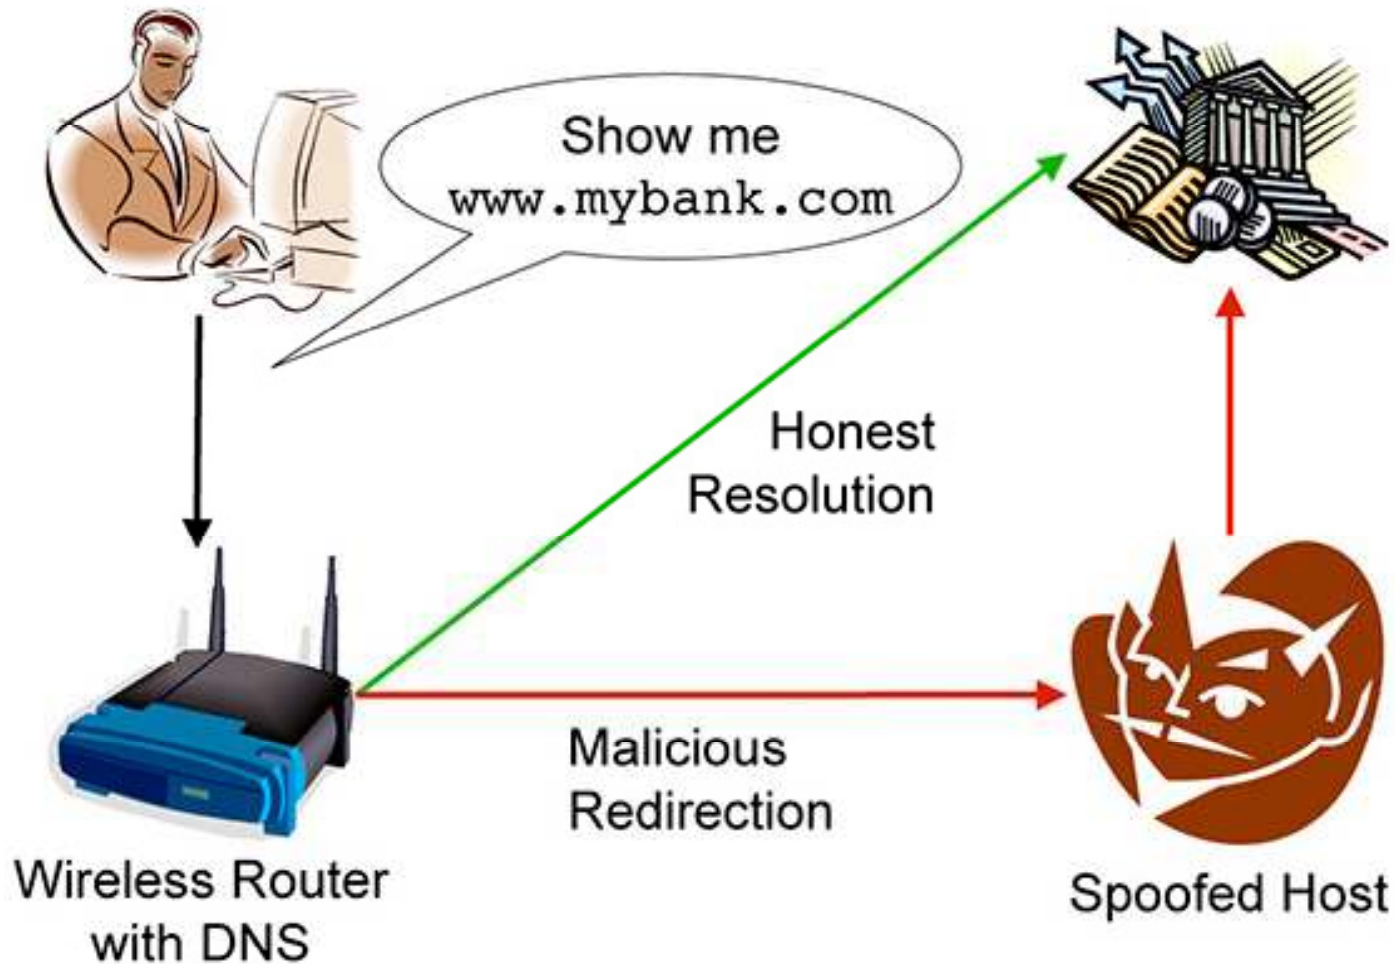 Show me
www.mybank.com
Honest
Resolution
Malicious
Redirection
Wireless Router
with DNS
Spoofed Host